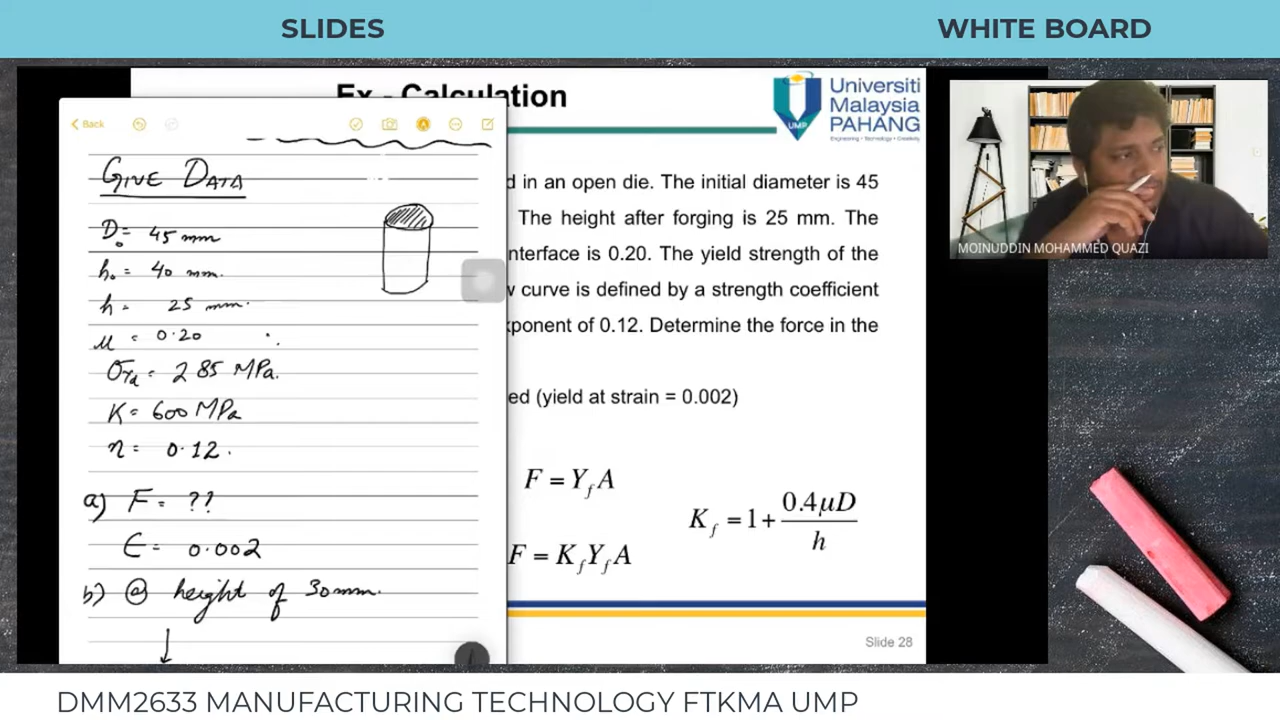 SLIDES
WHITE BOARD
Ex - Calculation
Universiti
Malaysia
PAHANG
UMP
Engineering • Technology • Creativity
Back
GIVE DATA
D₀= 45 mm
h₀ = 40 mm.
h = 25 mm.
μ = 0.20
= 285 MPa.
K= 600 MPa
n = 0.12.
a) F= ??
ϵ = 0.002
b) @ height of 30mm.
d in an open die. The initial diameter is 45
The height after forging is 25 mm. The
nterface is 0.20. The yield strength of the
w curve is defined by a strength coefficient
xponent of 0.12. Determine the force in the
ed (yield at strain = 0.002)
F = Y_f A
K_f = 1 + 0.4μD / h
F = K_f Y_f A
Slide 28
MOINUDDIN MOHAMMED QUAZI
DMM2633 MANUFACTURING TECHNOLOGY FTKMA UMP